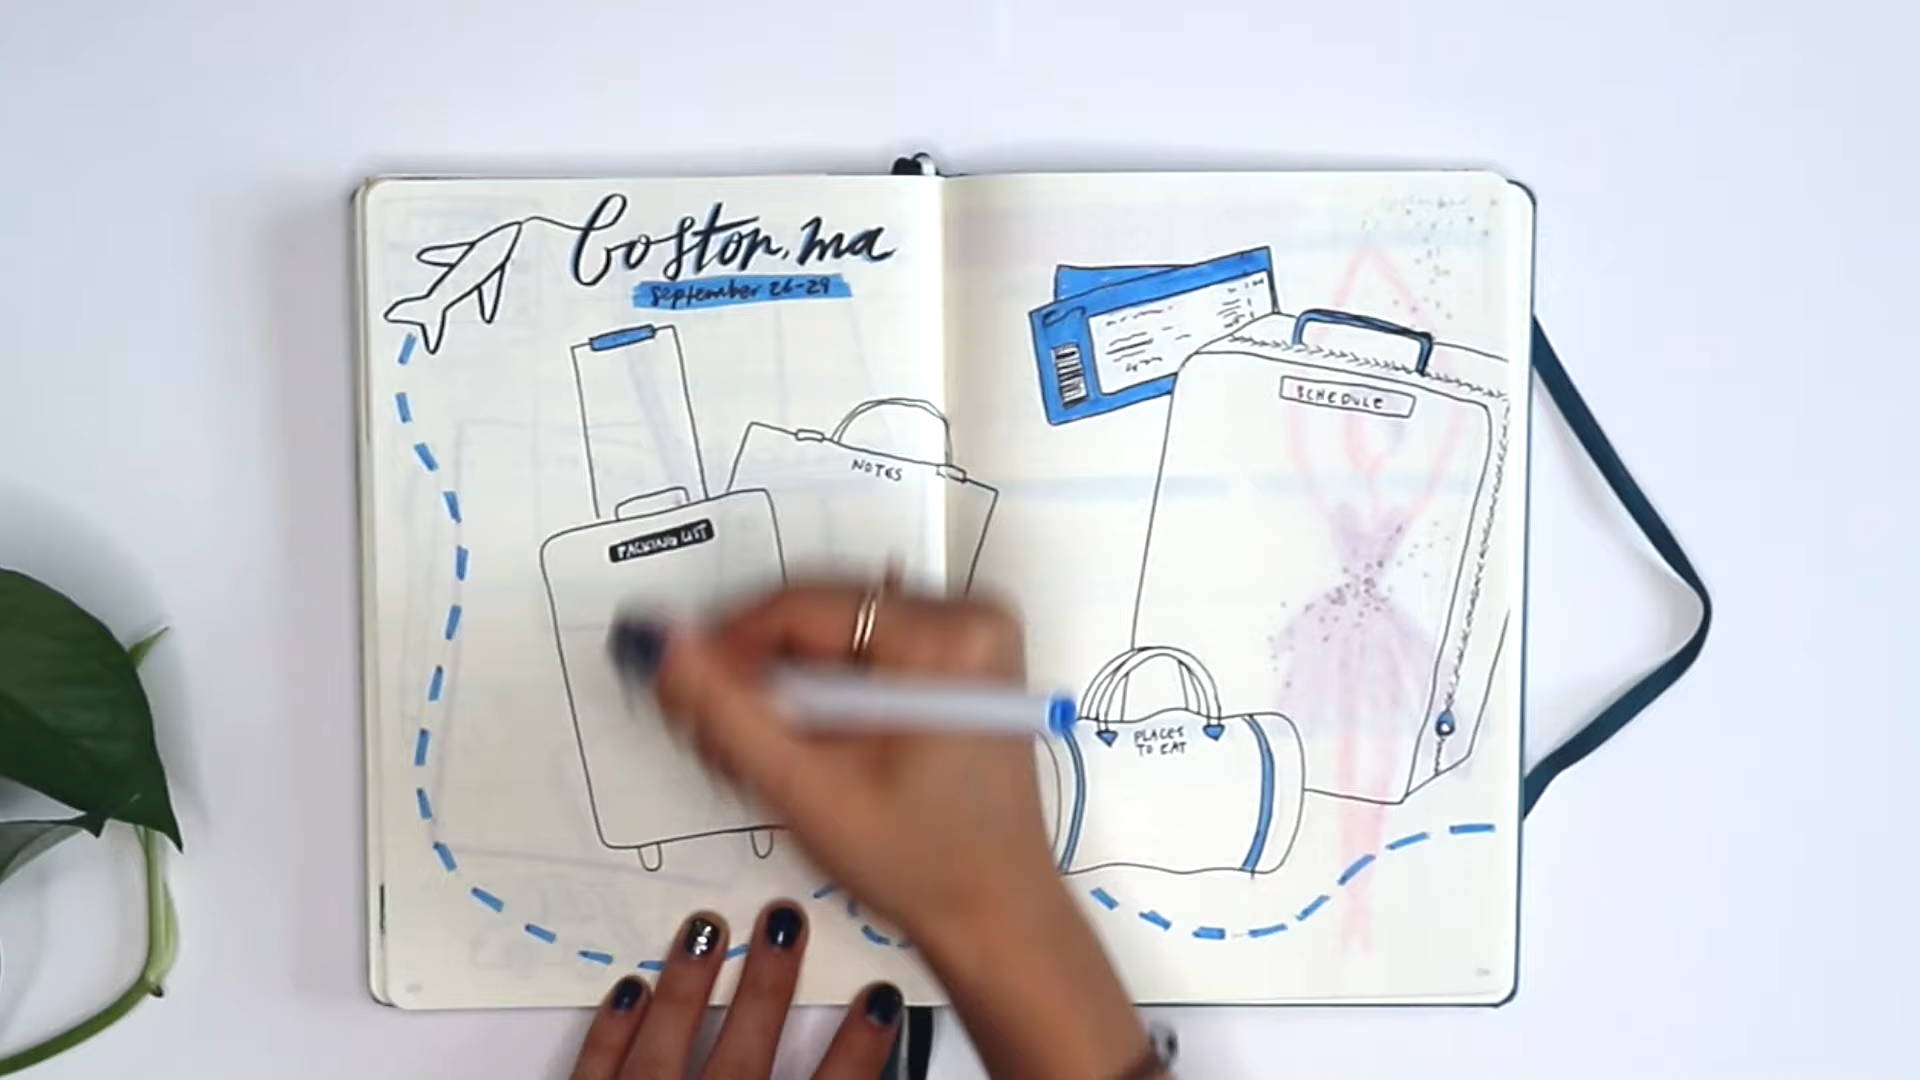 boston, ma
september 26-29
PACKING LIST
NOTES
SCHEDULE
PLACES
TO EAT